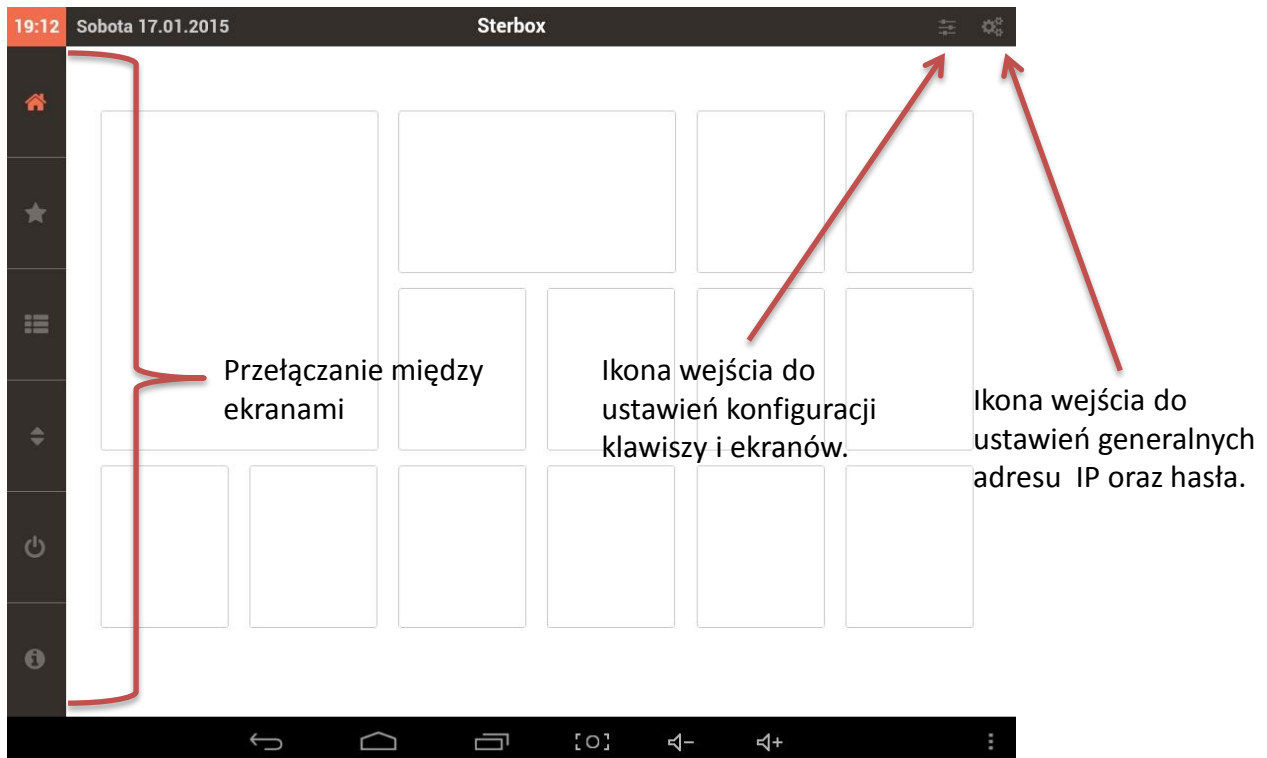 19:12 Sobota 17.01.2015 Sterbox
Przełączanie między
ekranami
Ikona wejścia do
ustawień konfiguracji
klawiszy i ekranów.
Ikona wejścia do
ustawień generalnych
adresu IP oraz hasła.